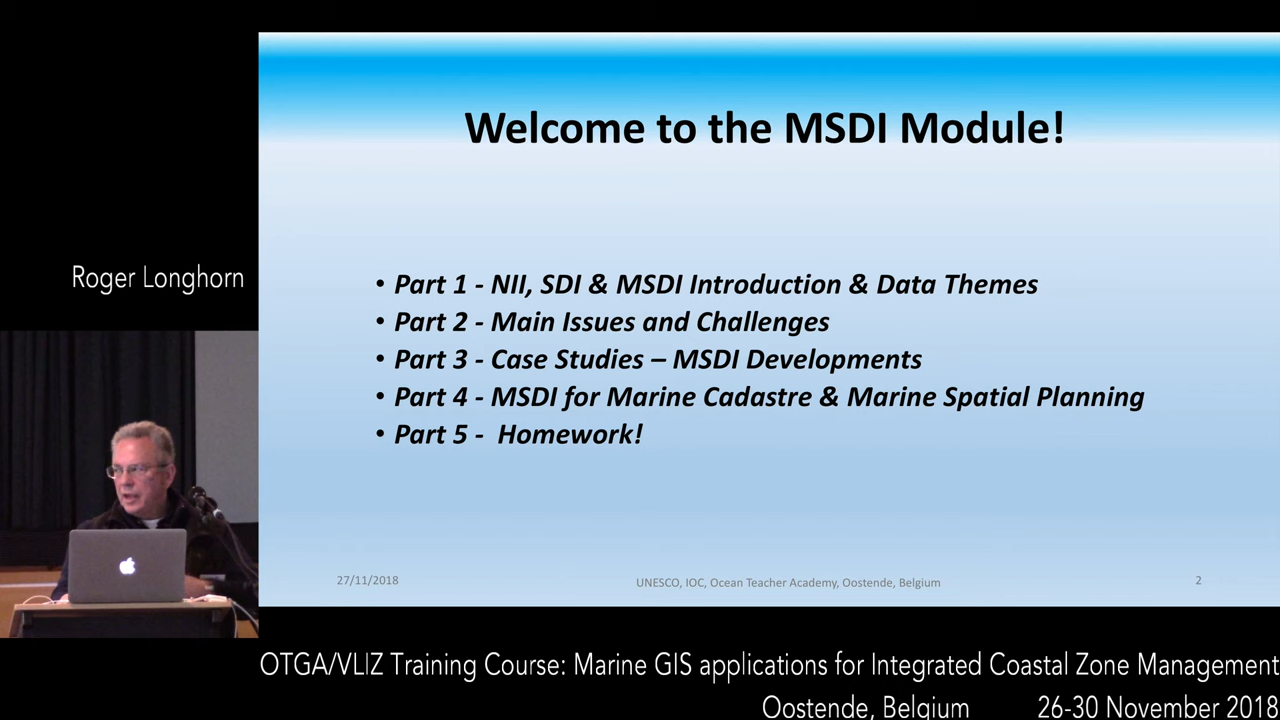 Welcome to the MSDI Module!
Roger Longhorn
• Part 1 - NII, SDI & MSDI Introduction & Data Themes
• Part 2 - Main Issues and Challenges
• Part 3 - Case Studies – MSDI Developments
• Part 4 - MSDI for Marine Cadastre & Marine Spatial Planning
• Part 5 -  Homework!
27/11/2018
UNESCO, IOC, Ocean Teacher Academy, Oostende, Belgium
2
OTGA/VLIZ Training Course: Marine GIS applications for Integrated Coastal Zone Management
Oostende, Belgium 26-30 November 2018